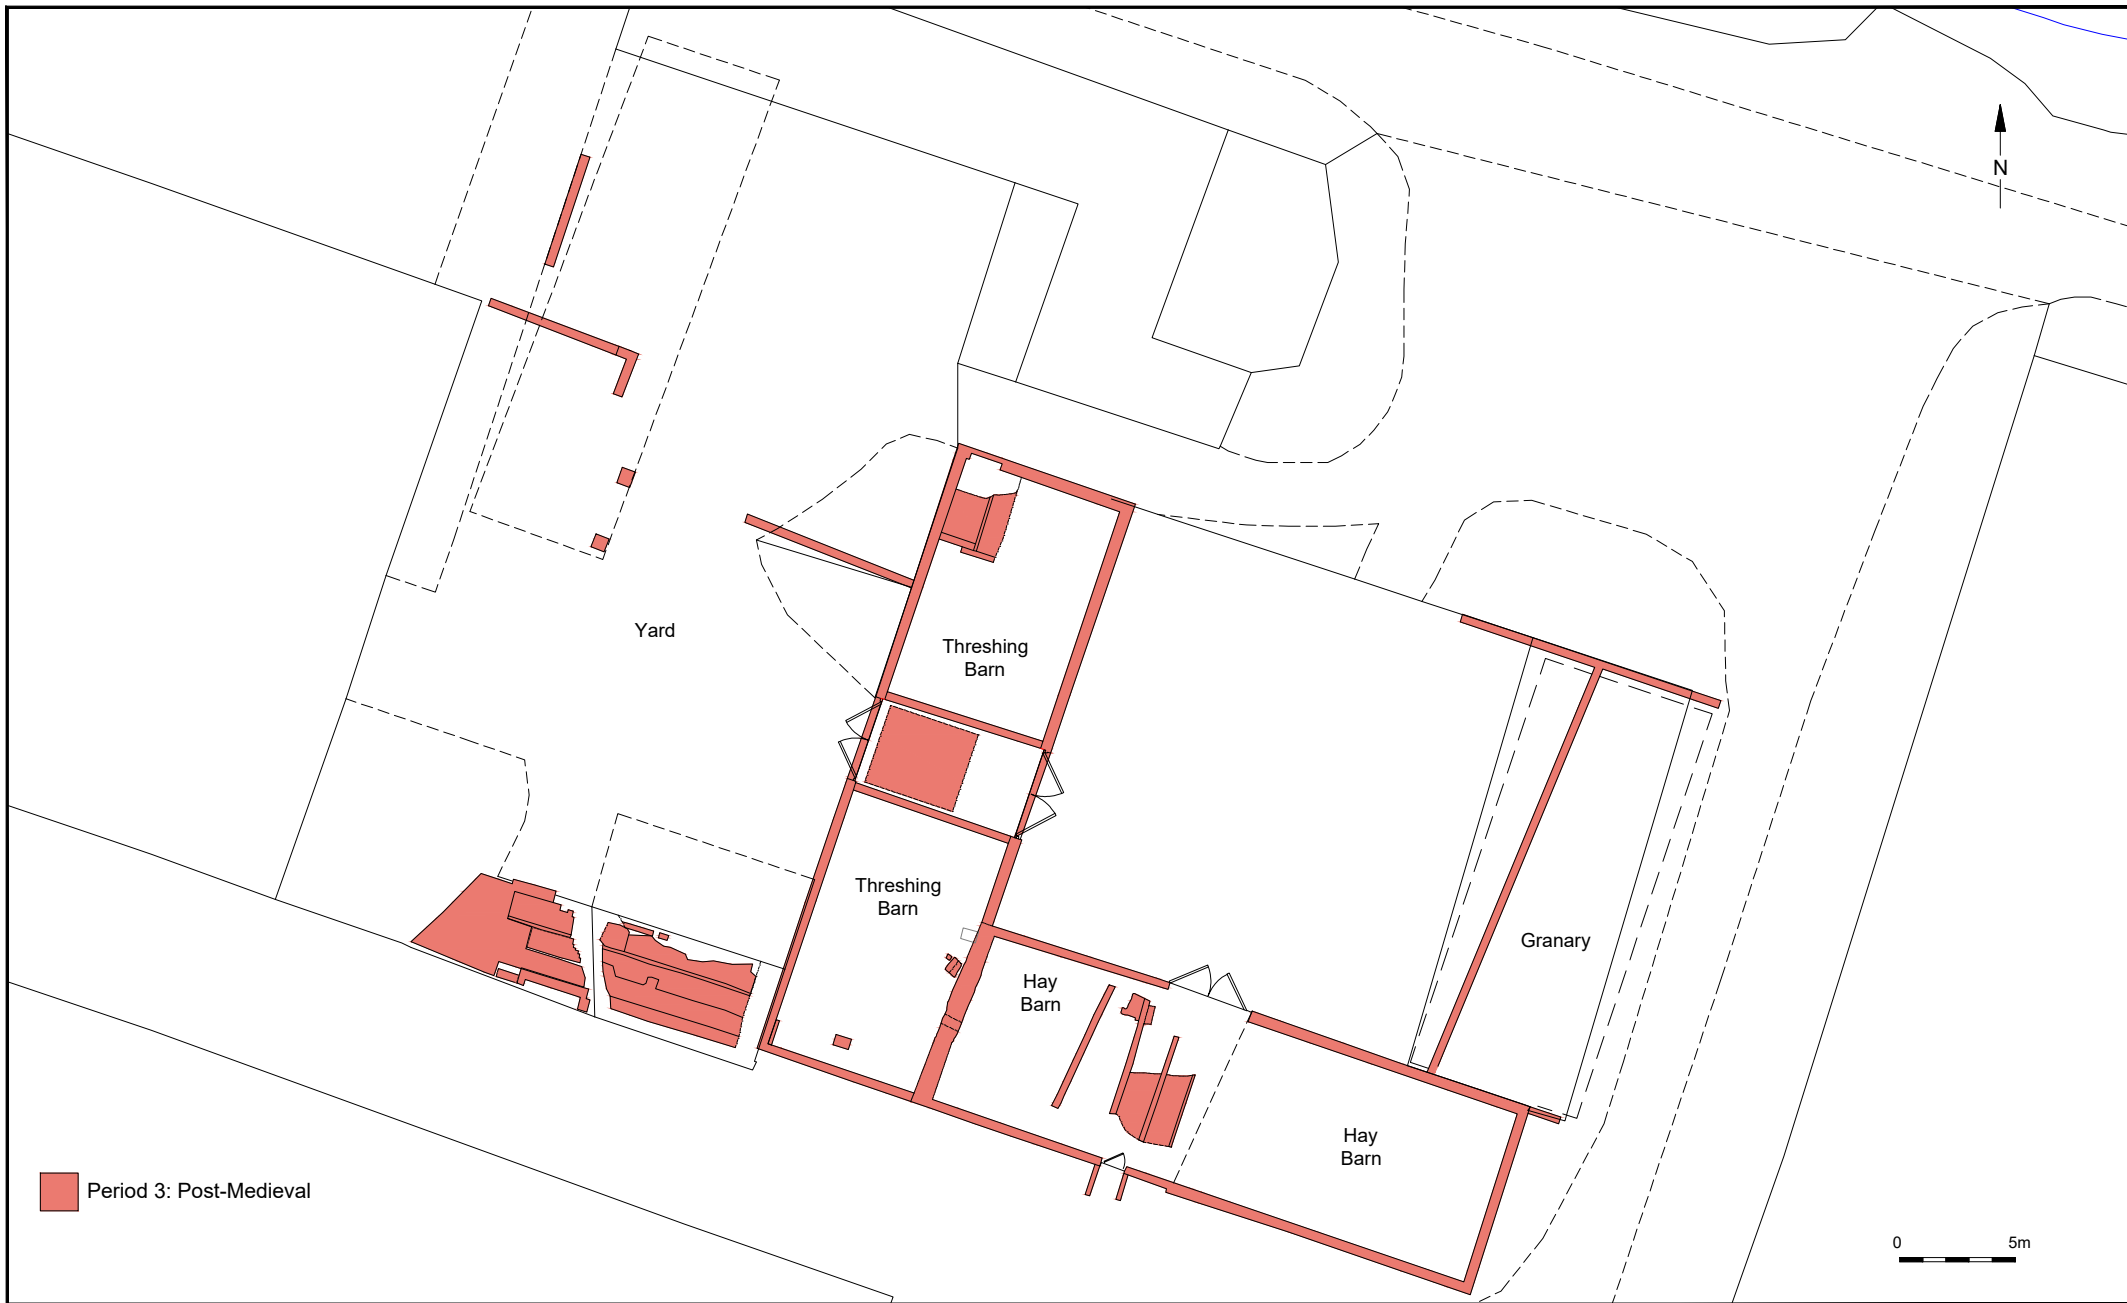 N
Yard
Threshing
Barn
Threshing
Barn
Hay
Barn
Granary
Hay
Barn
Period 3: Post-Medieval
0 5m